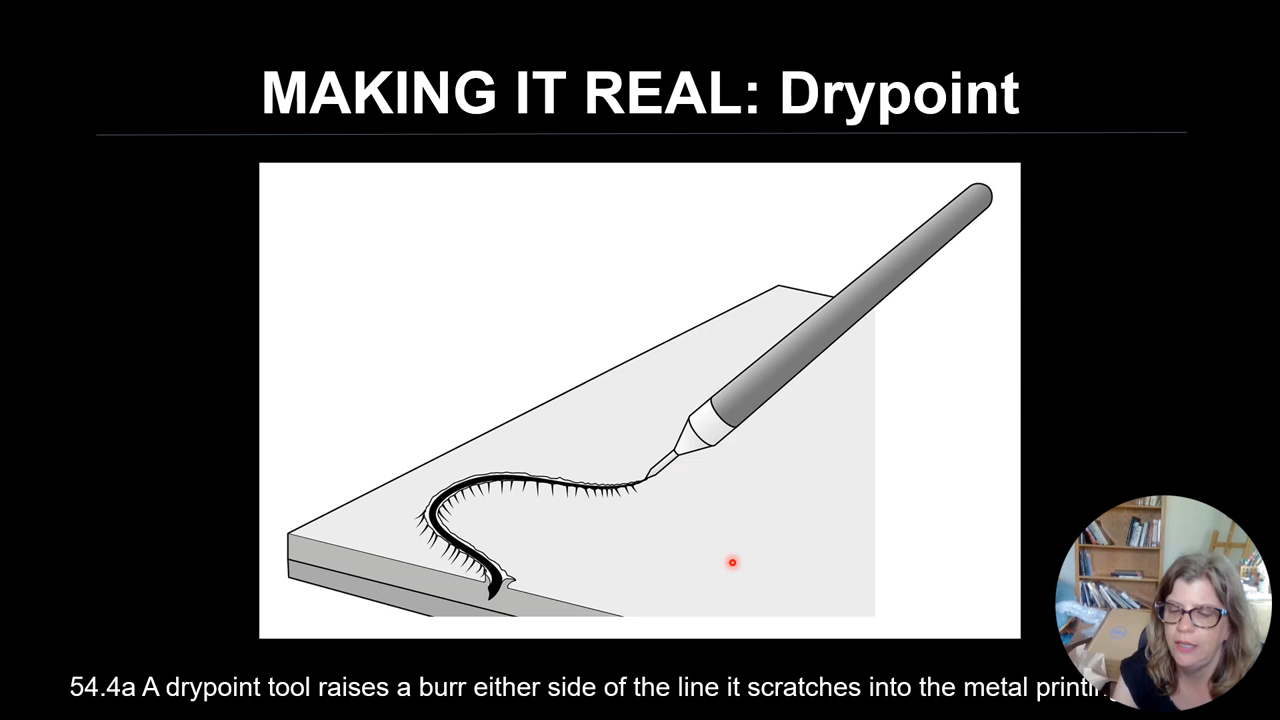 MAKING IT REAL: Drypoint
54.4a A drypoint tool raises a burr either side of the line it scratches into the metal